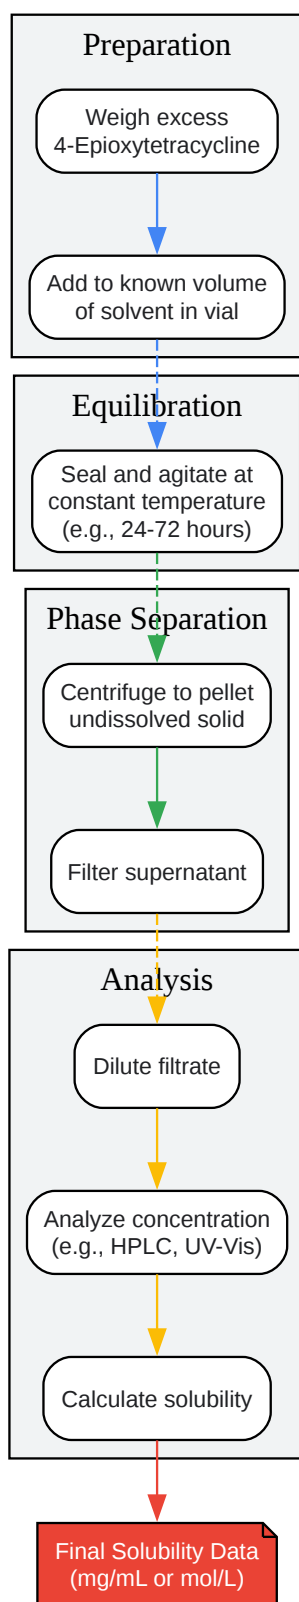 Preparation
Weigh excess
4-Epioxytetracycline
Add to known volume
of solvent in vial
Equilibration
Seal and agitate at
constant temperature
(e.g., 24-72 hours)
Phase Separation
Centrifuge to pellet
undissolved solid
Filter supernatant
Analysis
Dilute filtrate
Analyze concentration
(e.g., HPLC, UV-Vis)
Calculate solubility
Final Solubility Data
(mg/mL or mol/L)